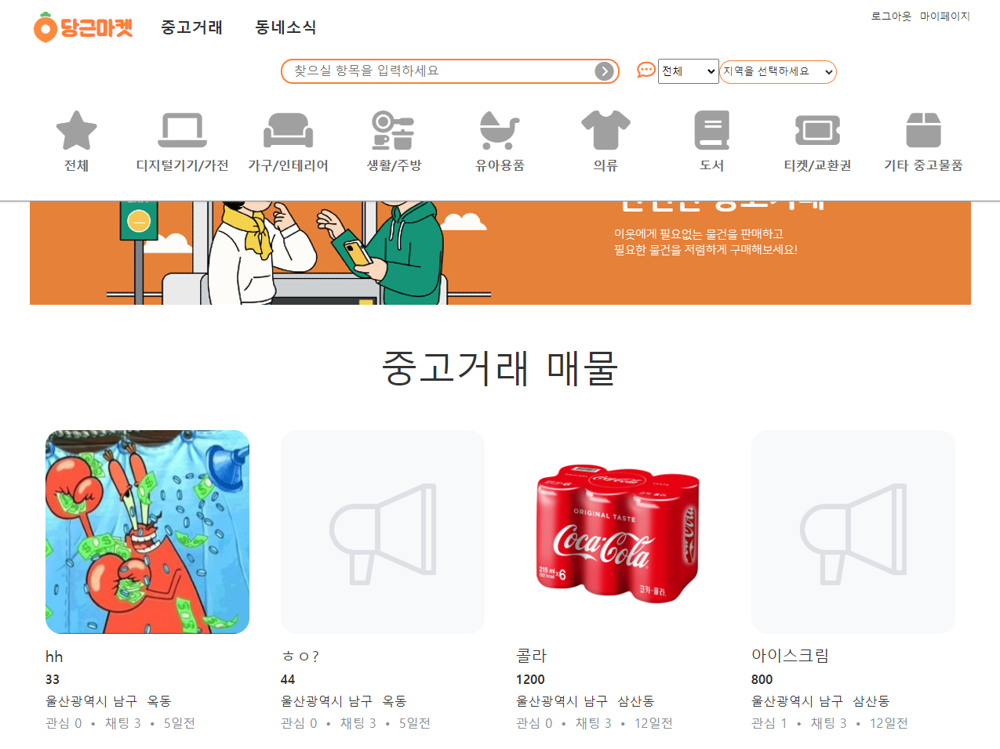 당근마켓 중고거래 동네소식 로그아웃 마이페이지
찾으실 항목을 입력하세요 전체 지역을 선택하세요
전체 디지털기기/가전 가구/인테리어 생활/주방 유아용품 의류 도서 티켓/교환권 기타 중고물품
이웃에게 필요없는 물건을 판매하고
필요한 물건을 저렴하게 구매해보세요!
중고거래 매물
ORIGINAL TASTE
Coca-Cola
215 ml
x6
코카-콜라.
hh ㅎㅇ? 콜라 아이스크림
33 44 1200 800
울산광역시 남구 옥동 울산광역시 남구 옥동 울산광역시 남구 삼산동 울산광역시 남구 삼산동
관심 0 • 채팅 3 • 5일전 관심 0 • 채팅 3 • 5일전 관심 0 • 채팅 3 • 12일전 관심 1 • 채팅 3 • 12일전